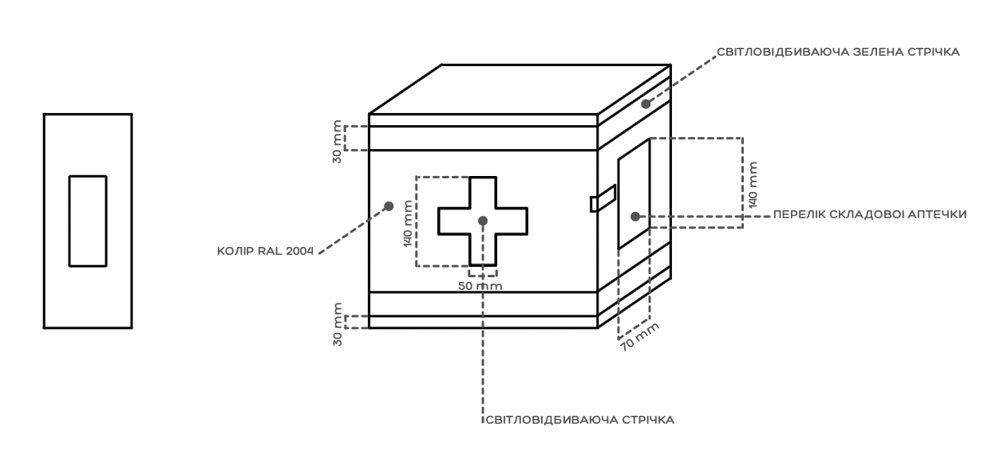 СВІТЛОВІДБИВАЮЧА ЗЕЛЕНА СТРІЧКА
30 mm
140 mm
140 mm
ПЕРЕЛІК СКЛАДОВОІ АПТЕЧКИ
КОЛІР RAL 2004
50 mm
30 mm
70 mm
СВІТЛОВІДБИВАЮЧА СТРІЧКА